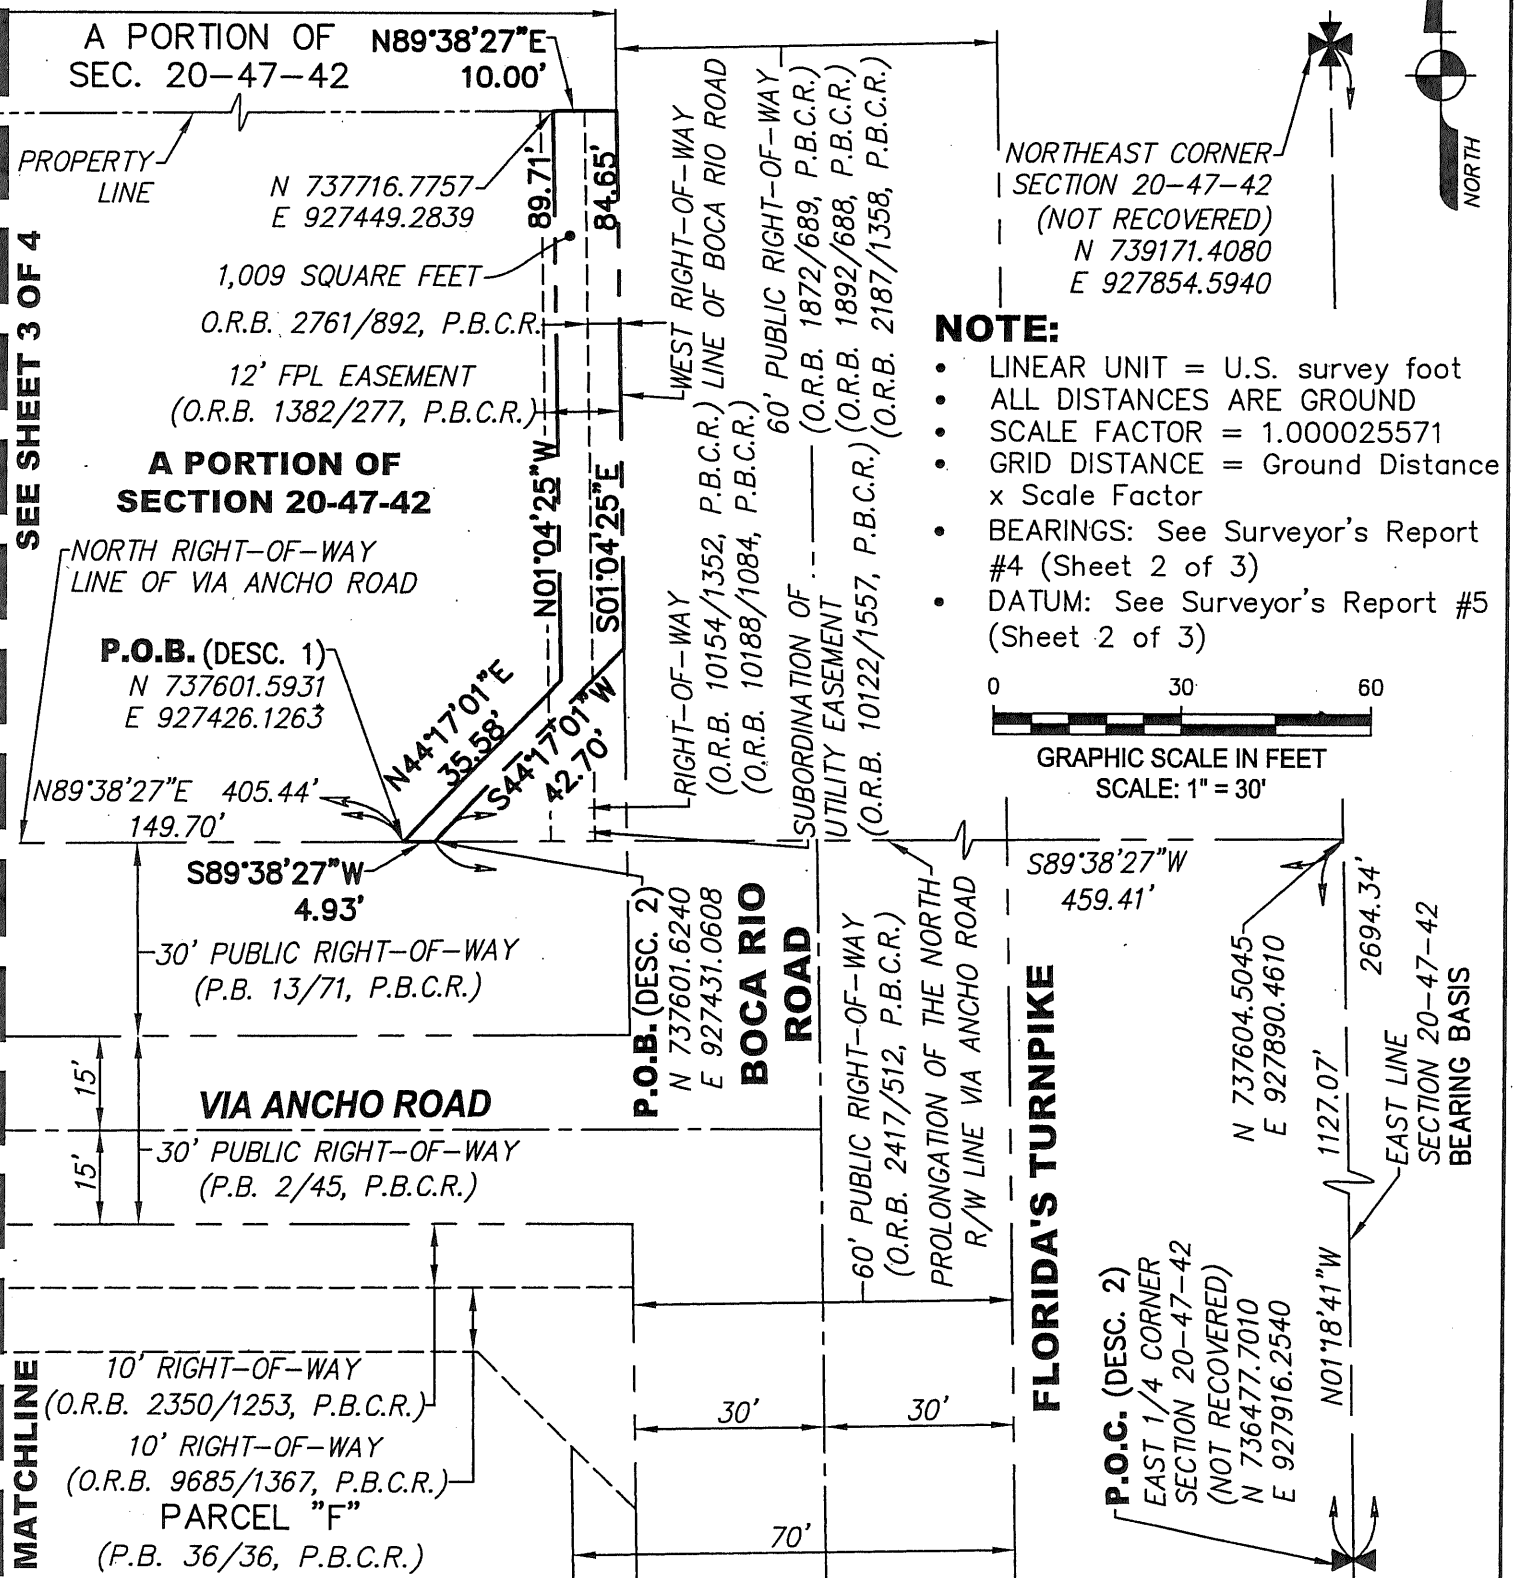 A PORTION OF
SEC. 20-47-42
N89°38'27"E
10.00'
PROPERTY
LINE
N 737716.7757
E 927449.2839
89.71'
84.65'
1,009 SQUARE FEET
O.R.B. 2761/892, P.B.C.R.
12' FPL EASEMENT
(O.R.B. 1382/277, P.B.C.R.)
SEE SHEET 3 OF 4
A PORTION OF
SECTION 20-47-42
N01°04'25"W
S01°04'25"E
NORTH RIGHT-OF-WAY
LINE OF VIA ANCHO ROAD
P.O.B. (DESC. 1)
N 737601.5931
E 927426.1263
N44°17'01"E
35.58'
S44°17'01"W
42.70'
N89°38'27"E 405.44'
149.70'
S89°38'27"W
4.93'
30' PUBLIC RIGHT-OF-WAY
(P.B. 13/71, P.B.C.R.)
15'
VIA ANCHO ROAD
15'
30' PUBLIC RIGHT-OF-WAY
(P.B. 2/45, P.B.C.R.)
MATCHLINE
10' RIGHT-OF-WAY
(O.R.B. 2350/1253, P.B.C.R.)
10' RIGHT-OF-WAY
(O.R.B. 9685/1367, P.B.C.R.)
PARCEL "F"
(P.B. 36/36, P.B.C.R.)
WEST RIGHT-OF-WAY
LINE OF BOCA RIO ROAD
60' PUBLIC RIGHT-OF-WAY
(O.R.B. 1872/689, P.B.C.R.)
(O.R.B. 1892/688, P.B.C.R.)
(O.R.B. 2187/1358, P.B.C.R.)
RIGHT-OF-WAY
(O.R.B. 10154/1352, P.B.C.R.)
(O.R.B. 10188/1084, P.B.C.R.)
SUBORDINATION OF
UTILITY EASEMENT
(O.R.B. 10122/1557, P.B.C.R.)
P.O.B. (DESC. 2)
N 737601.6240
E 927431.0608
BOCA RIO
ROAD
60' PUBLIC RIGHT-OF-WAY
(O.R.B. 2417/512, P.B.C.R.)
PROLONGATION OF THE NORTH
R/W LINE VIA ANCHO ROAD
30'
30'
70'
FLORIDA'S TURNPIKE
NORTHEAST CORNER
SECTION 20-47-42
(NOT RECOVERED)
N 739171.4080
E 927854.5940
NORTH
NOTE:
• LINEAR UNIT = U.S. survey foot
• ALL DISTANCES ARE GROUND
• SCALE FACTOR = 1.000025571
• GRID DISTANCE = Ground Distance
x Scale Factor
• BEARINGS: See Surveyor's Report
#4 (Sheet 2 of 3)
• DATUM: See Surveyor's Report #5
(Sheet 2 of 3)
0 30 60
GRAPHIC SCALE IN FEET
SCALE: 1" = 30'
S89°38'27"W
459.41'
N 737604.5045
E 927890.4610
2694.34'
1127.07'
EAST LINE
SECTION 20-47-42
BEARING BASIS
N01°18'41"W
P.O.C. (DESC. 2)
EAST 1/4 CORNER
SECTION 20-47-42
(NOT RECOVERED)
N 736477.7010
E 927916.2540